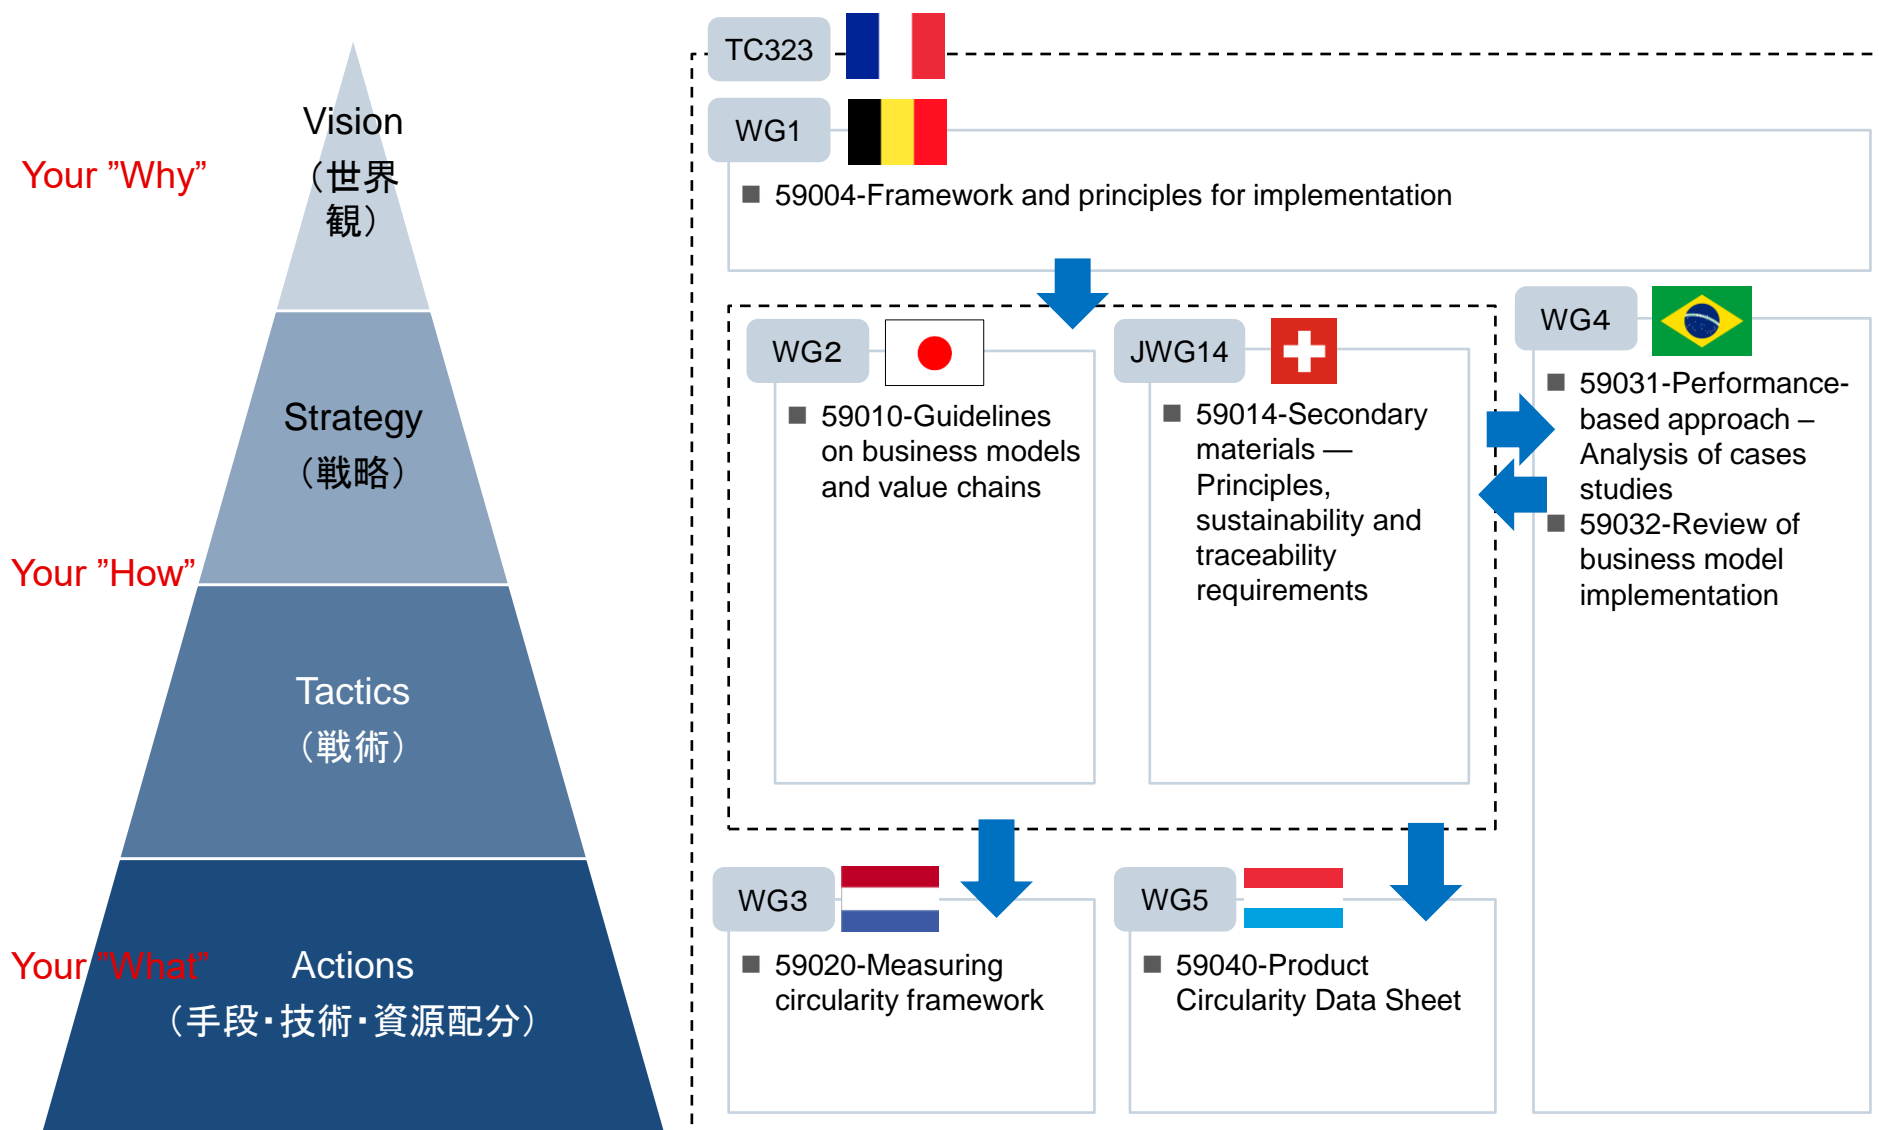 Your ”Why”
Your ”How”
Your ”What”
Vision
（世界
観）
Strategy
（戦略）
Tactics
（戦術）
Actions
（手段・技術・資源配分）
TC323
WG1
■ 59004-Framework and principles for implementation
WG2
■ 59010-Guidelines
on business models
and value chains
JWG14
■ 59014-Secondary
materials —
Principles,
sustainability and
traceability
requirements
WG4
■ 59031-Performance-
based approach –
Analysis of cases
studies
■ 59032-Review of
business model
implementation
WG3
■ 59020-Measuring
circularity framework
WG5
■ 59040-Product
Circularity Data Sheet